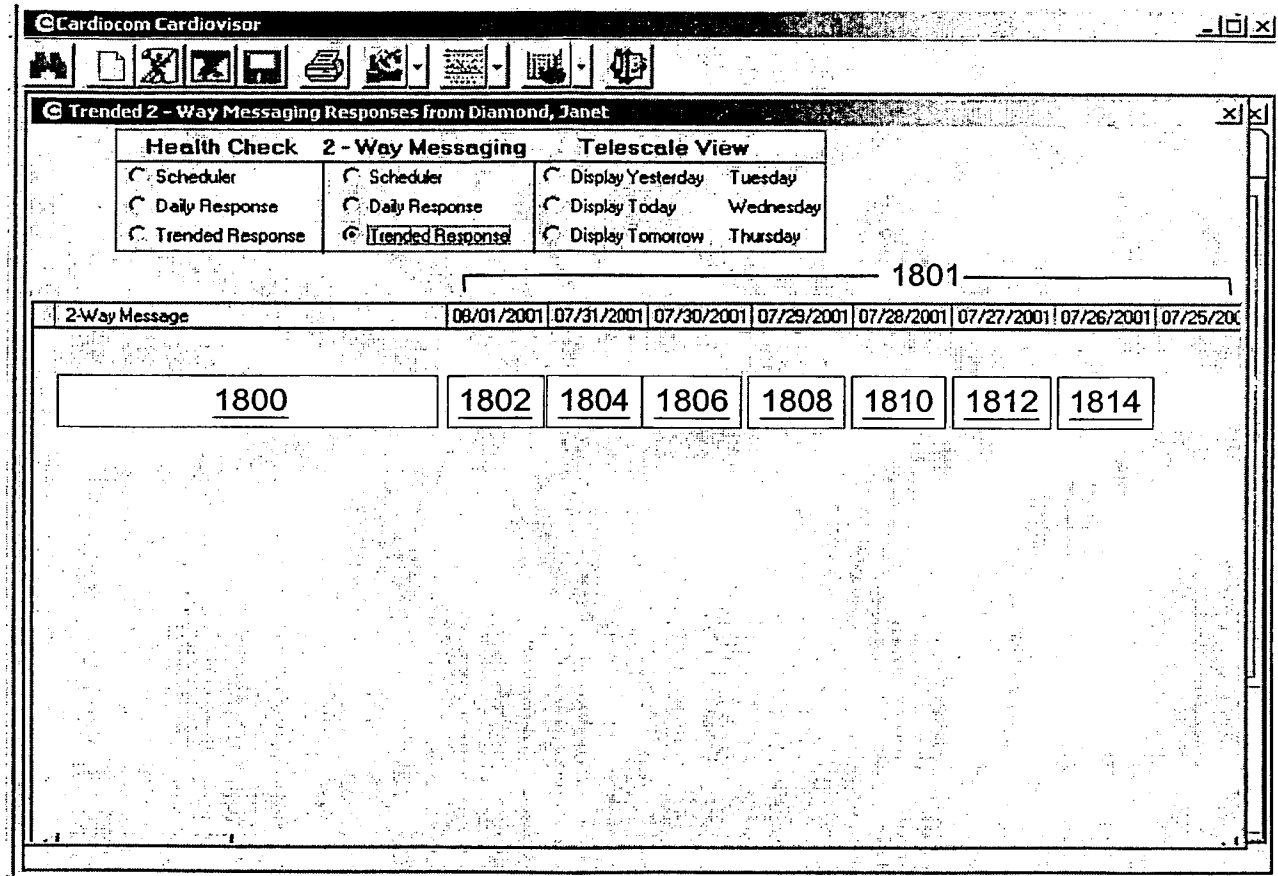 Cardiocom Cardiovisor
Trended 2 - Way Messaging Responses from Diamond, Janet
Health Check 2 - Way Messaging Telescale View
Scheduler Scheduler Display Yesterday Tuesday
Daily Response Daily Response Display Today Wednesday
Trended Response Trended Response Display Tomorrow Thursday
1801
2-Way Message 08/01/2001 07/31/2001 07/30/2001 07/29/2001 07/28/2001 07/27/2001 07/26/2001 07/25/200
1800 1802 1804 1806 1808 1810 1812 1814